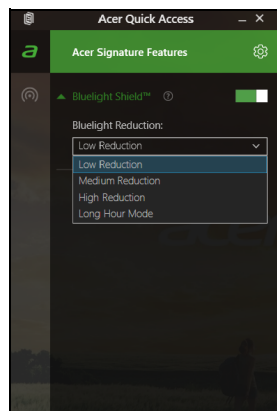 Acer Quick Access
a
Acer Signature Features
Bluelight Shield™
Bluelight Reduction:
Low Reduction
Low Reduction
Medium Reduction
High Reduction
Long Hour Mode
acer